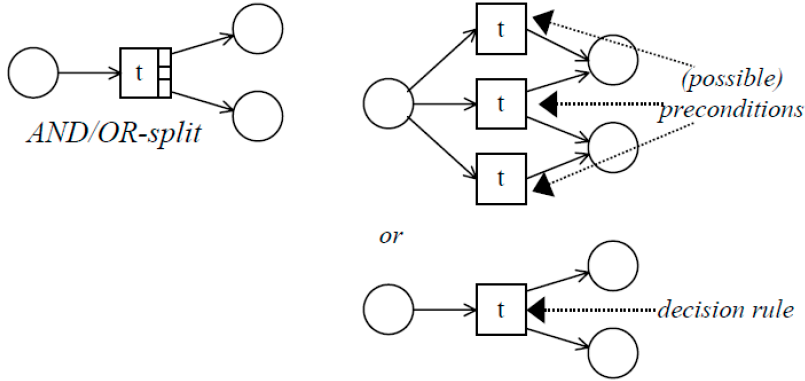 t
AND/OR-split
t
t
t
(possible)
preconditions
or
t
decision rule